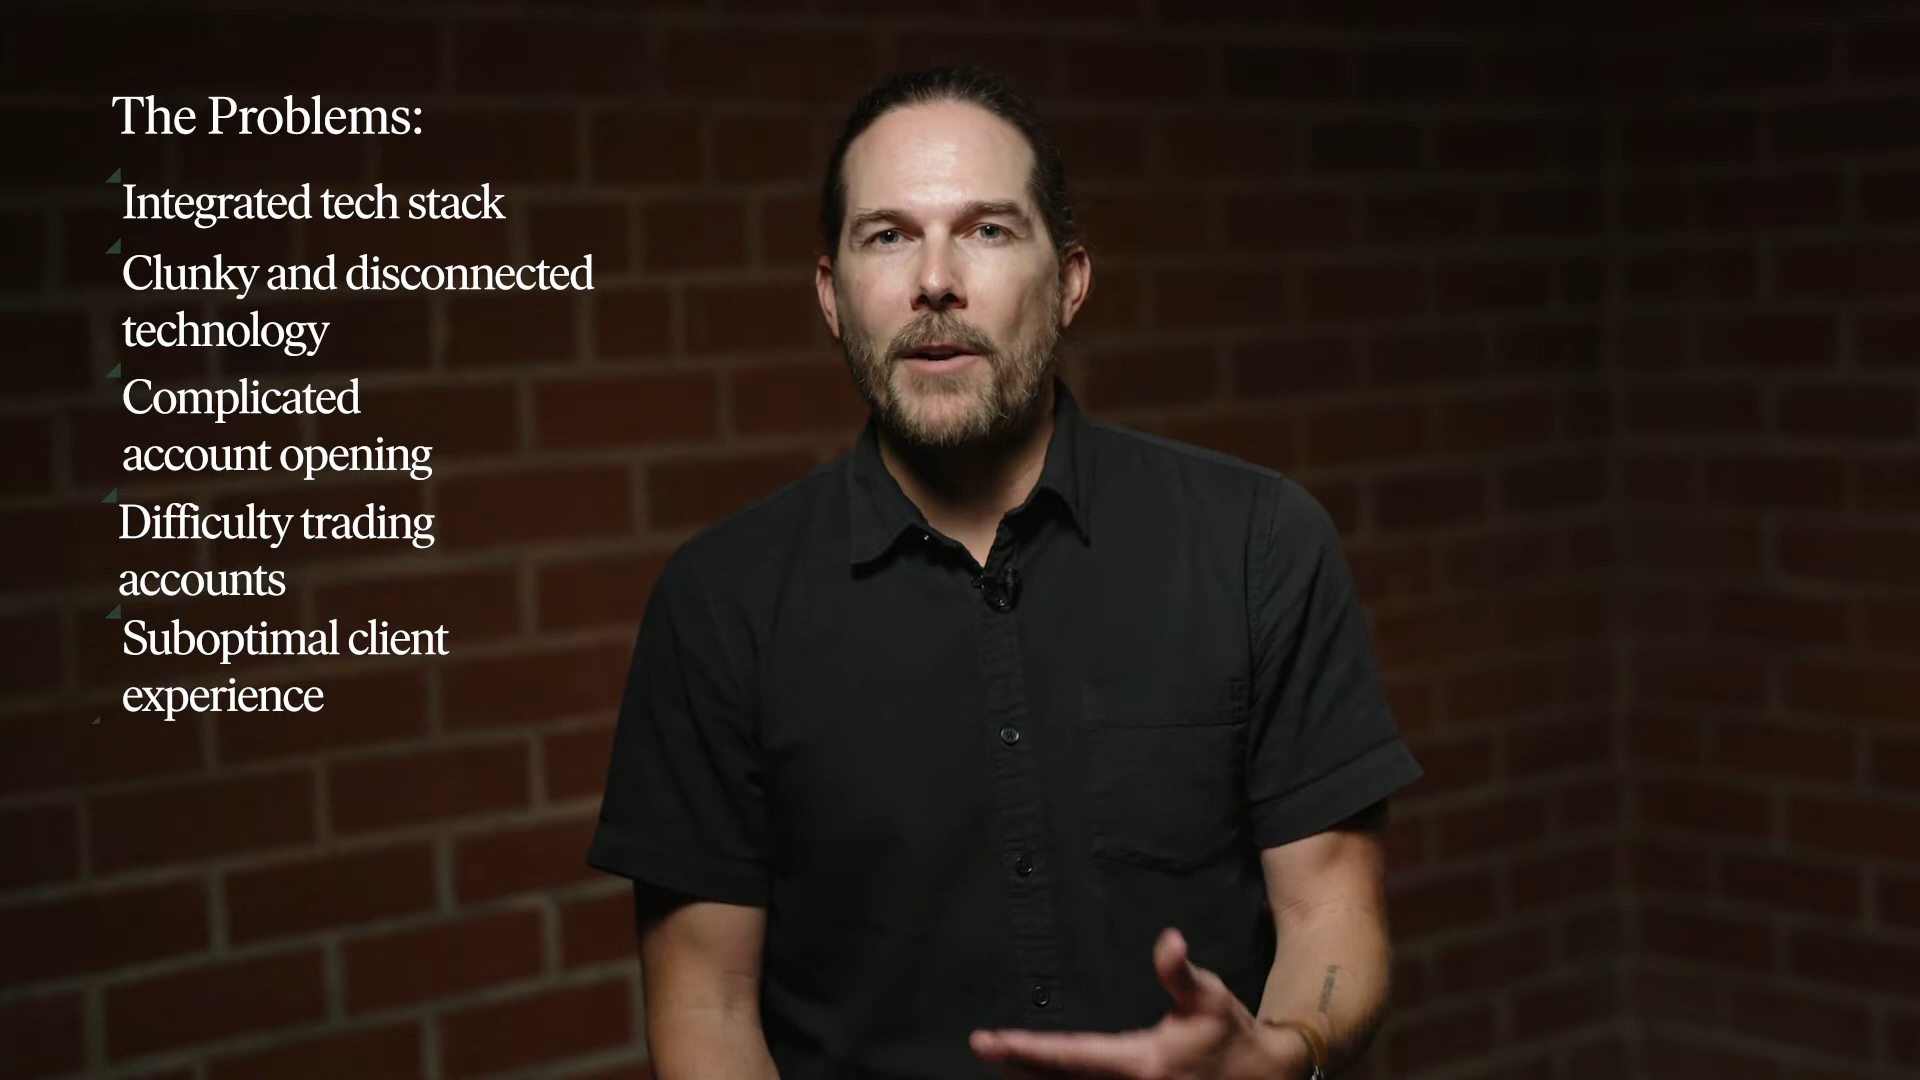 The Problems:
Integrated tech stack
Clunky and disconnected
technology
Complicated
account opening
Difficulty trading
accounts
Suboptimal client
experience